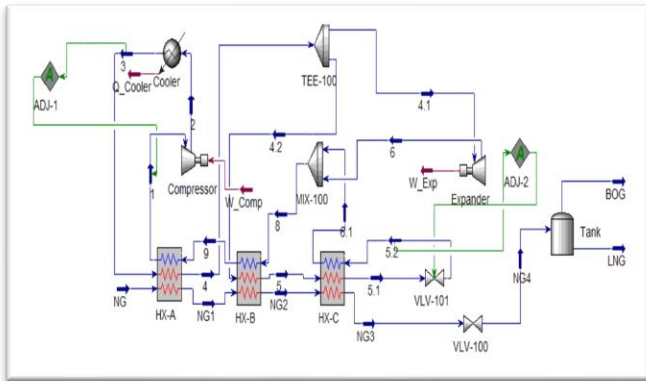 3
Q_Cooler
Cooler
ADJ-1
2
TEE-100
4.1
4.2
6
1
Compressor
W_Comp
MIX-100
W_Exp
Expander
ADJ-2
BOG
Tank
LNG
NG4
8
6.1
5.2
9
NG
4
5
5.1
VLV-101
HX-A
NG1
HX-B
NG2
HX-C
NG3
VLV-100